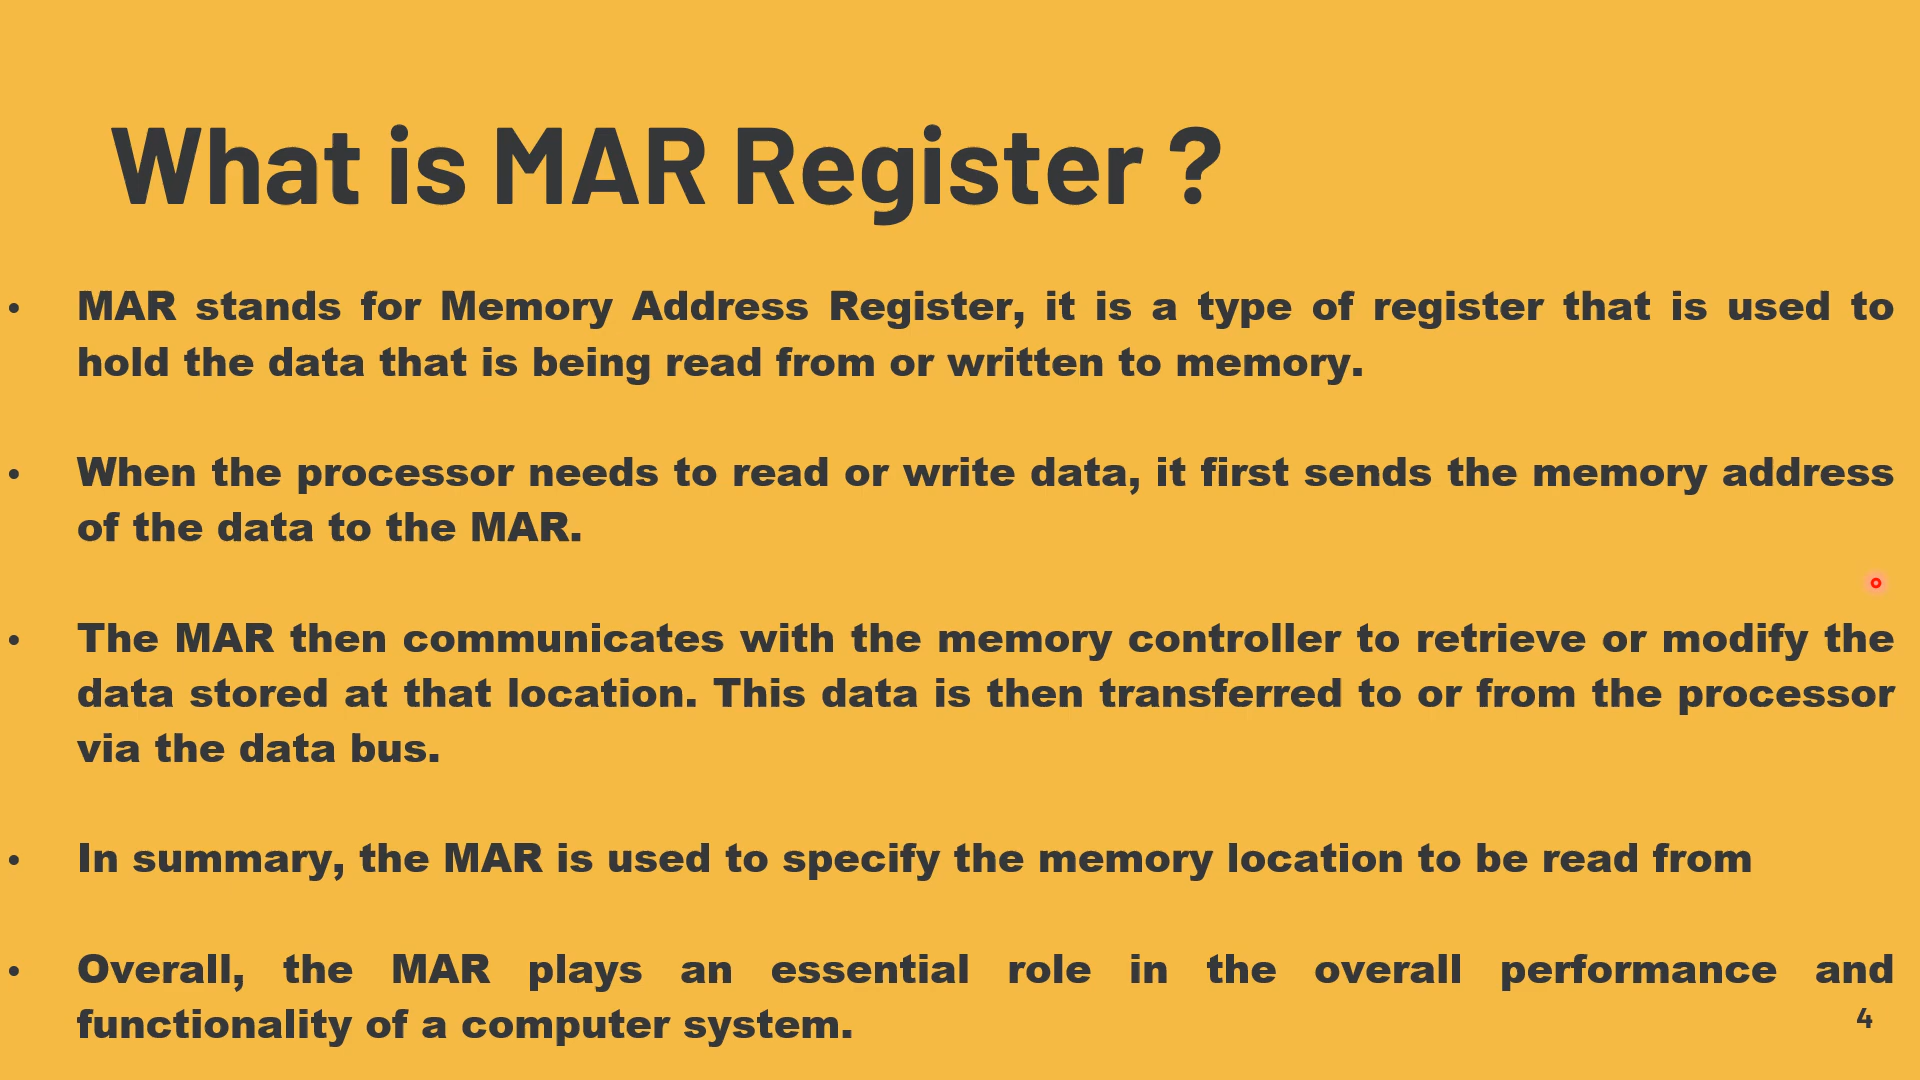 What is MAR Register ?
• MAR stands for Memory Address Register, it is a type of register that is used to
hold the data that is being read from or written to memory.
• When the processor needs to read or write data, it first sends the memory address
of the data to the MAR.
• The MAR then communicates with the memory controller to retrieve or modify the
data stored at that location. This data is then transferred to or from the processor
via the data bus.
• In summary, the MAR is used to specify the memory location to be read from
• Overall, the MAR plays an essential role in the overall performance and
functionality of a computer system.
4